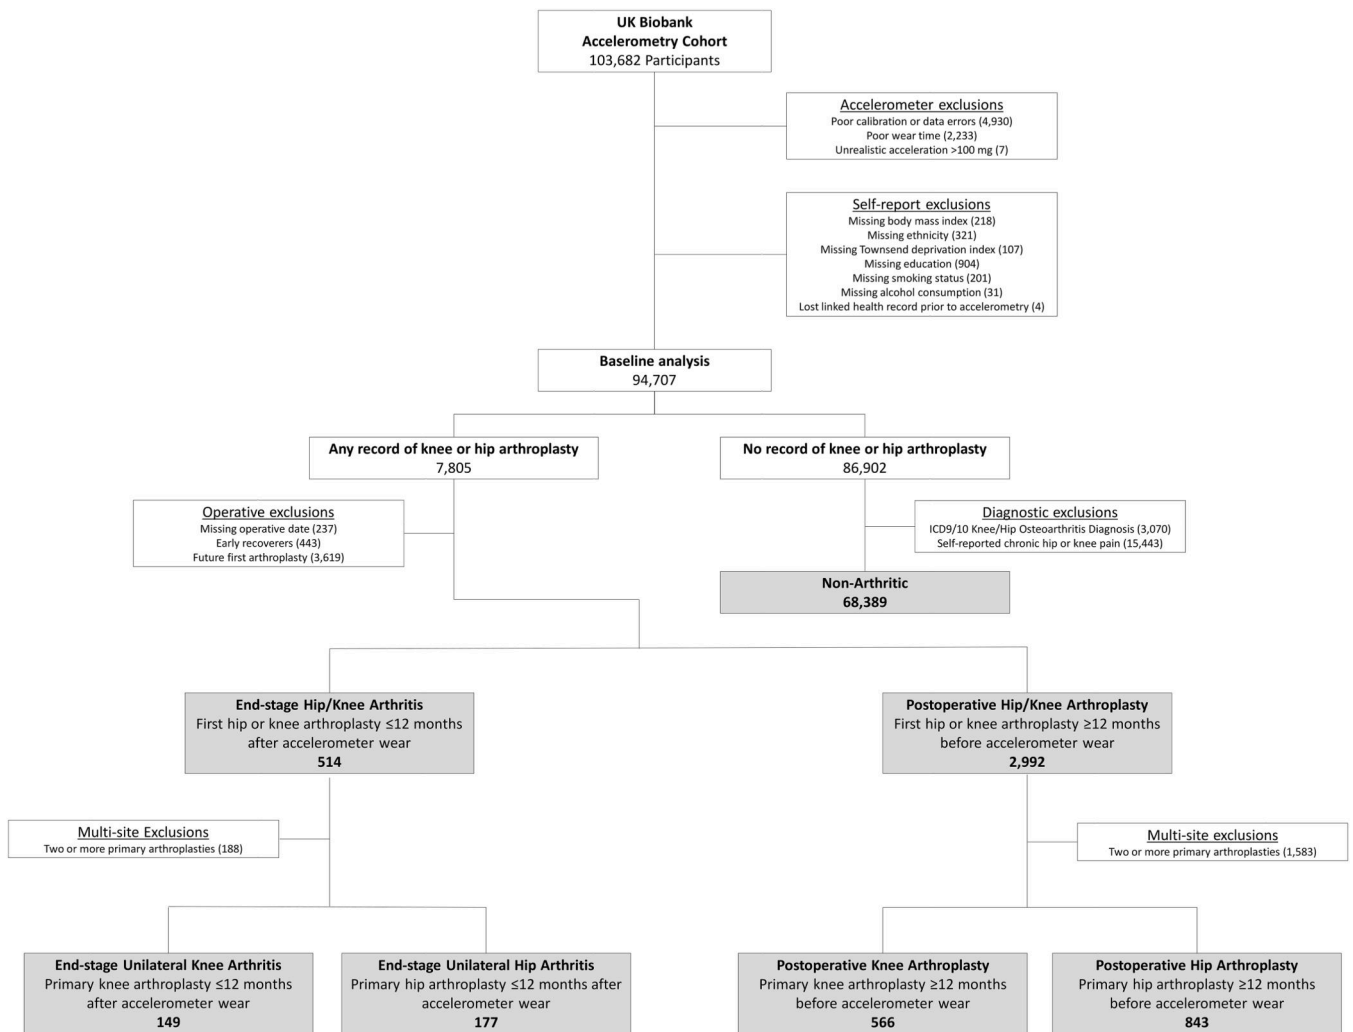 UK Biobank
Accelerometry Cohort
103,682 Participants
Accelerometer exclusions
Poor calibration or data errors (4,930)
Poor wear time (2,233)
Unrealistic acceleration >100 mg (7)
Self-report exclusions
Missing body mass index (218)
Missing ethnicity (321)
Missing Townsend deprivation index (107)
Missing education (904)
Missing smoking status (201)
Missing alcohol consumption (31)
Lost linked health record prior to accelerometry (4)
Baseline analysis
94,707
Any record of knee or hip arthroplasty
7,805
No record of knee or hip arthroplasty
86,902
Operative exclusions
Missing operative date (237)
Early recoverers (443)
Future first arthroplasty (3,619)
Diagnostic exclusions
ICD9/10 Knee/Hip Osteoarthritis Diagnosis (3,070)
Self-reported chronic hip or knee pain (15,443)
Non-Arthritic
68,389
End-stage Hip/Knee Arthritis
First hip or knee arthroplasty ≤12 months
after accelerometer wear
514
Postoperative Hip/Knee Arthroplasty
First hip or knee arthroplasty ≥12 months
before accelerometer wear
2,992
Multi-site Exclusions
Two or more primary arthroplasties (188)
Multi-site exclusions
Two or more primary arthroplasties (1,583)
End-stage Unilateral Knee Arthritis
Primary knee arthroplasty ≤12 months
after accelerometer wear
149
End-stage Unilateral Hip Arthritis
Primary hip arthroplasty ≤12 months after
accelerometer wear
177
Postoperative Knee Arthroplasty
Primary knee arthroplasty ≥12 months
before accelerometer wear
566
Postoperative Hip Arthroplasty
Primary hip arthroplasty ≥12 months
before accelerometer wear
843